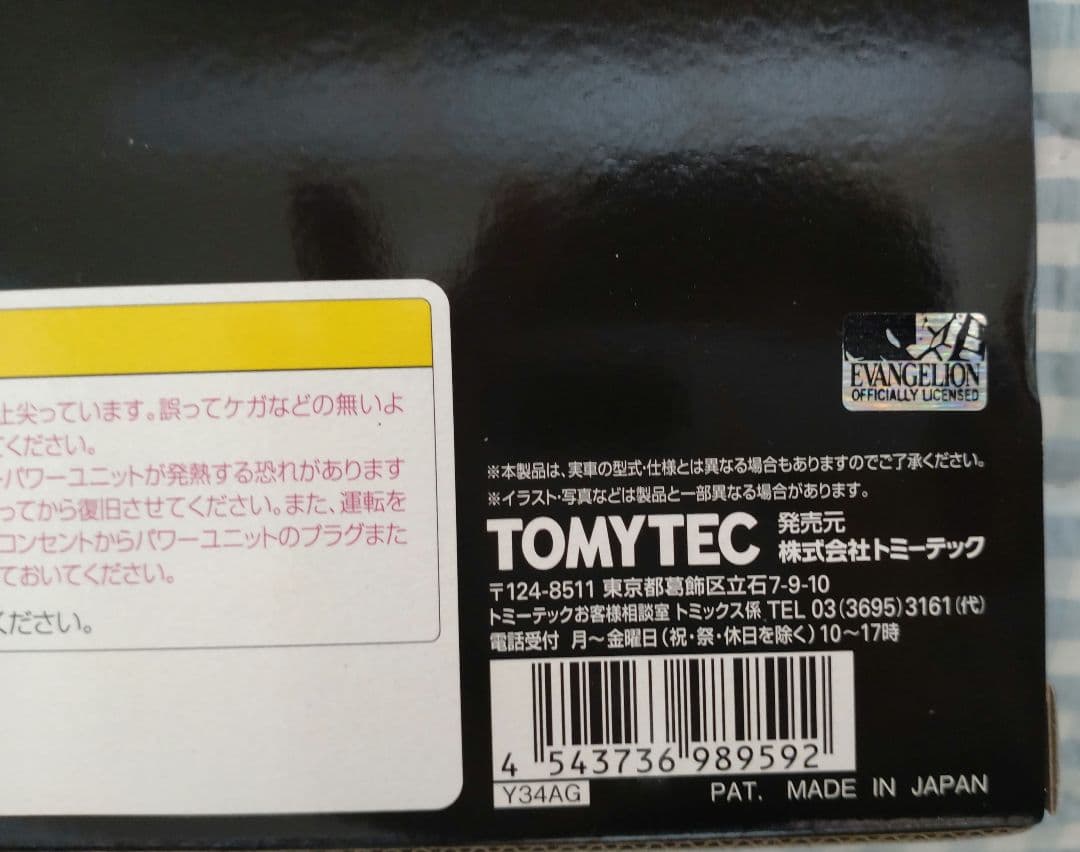 上尖っています。誤ってケガなどの無いよ
ください。
パワーユニットが発熱する恐れがあります
ってから復旧させてください。また、運転を
コンセントからパワーユニットのプラグまた
ておいてください。
ください。
EVANGELION
OFFICIALLY LICENSED
※本製品は、実車の型式・仕様とは異なる場合もありますのでご了承ください。
※イラスト・写真などは製品と一部異なる場合があります。
TOMYTEC 発売元
株式会社トミーテック
〒124-8511 東京都葛飾区立石7-9-10
トミーテックお客様相談室 トミックス係 TEL 03(3695)3161(代)
電話受付 月〜金曜日(祝・祭・休日を除く)10〜17時
4 543736 989592
Y34AG
PAT. MADE IN JAPAN